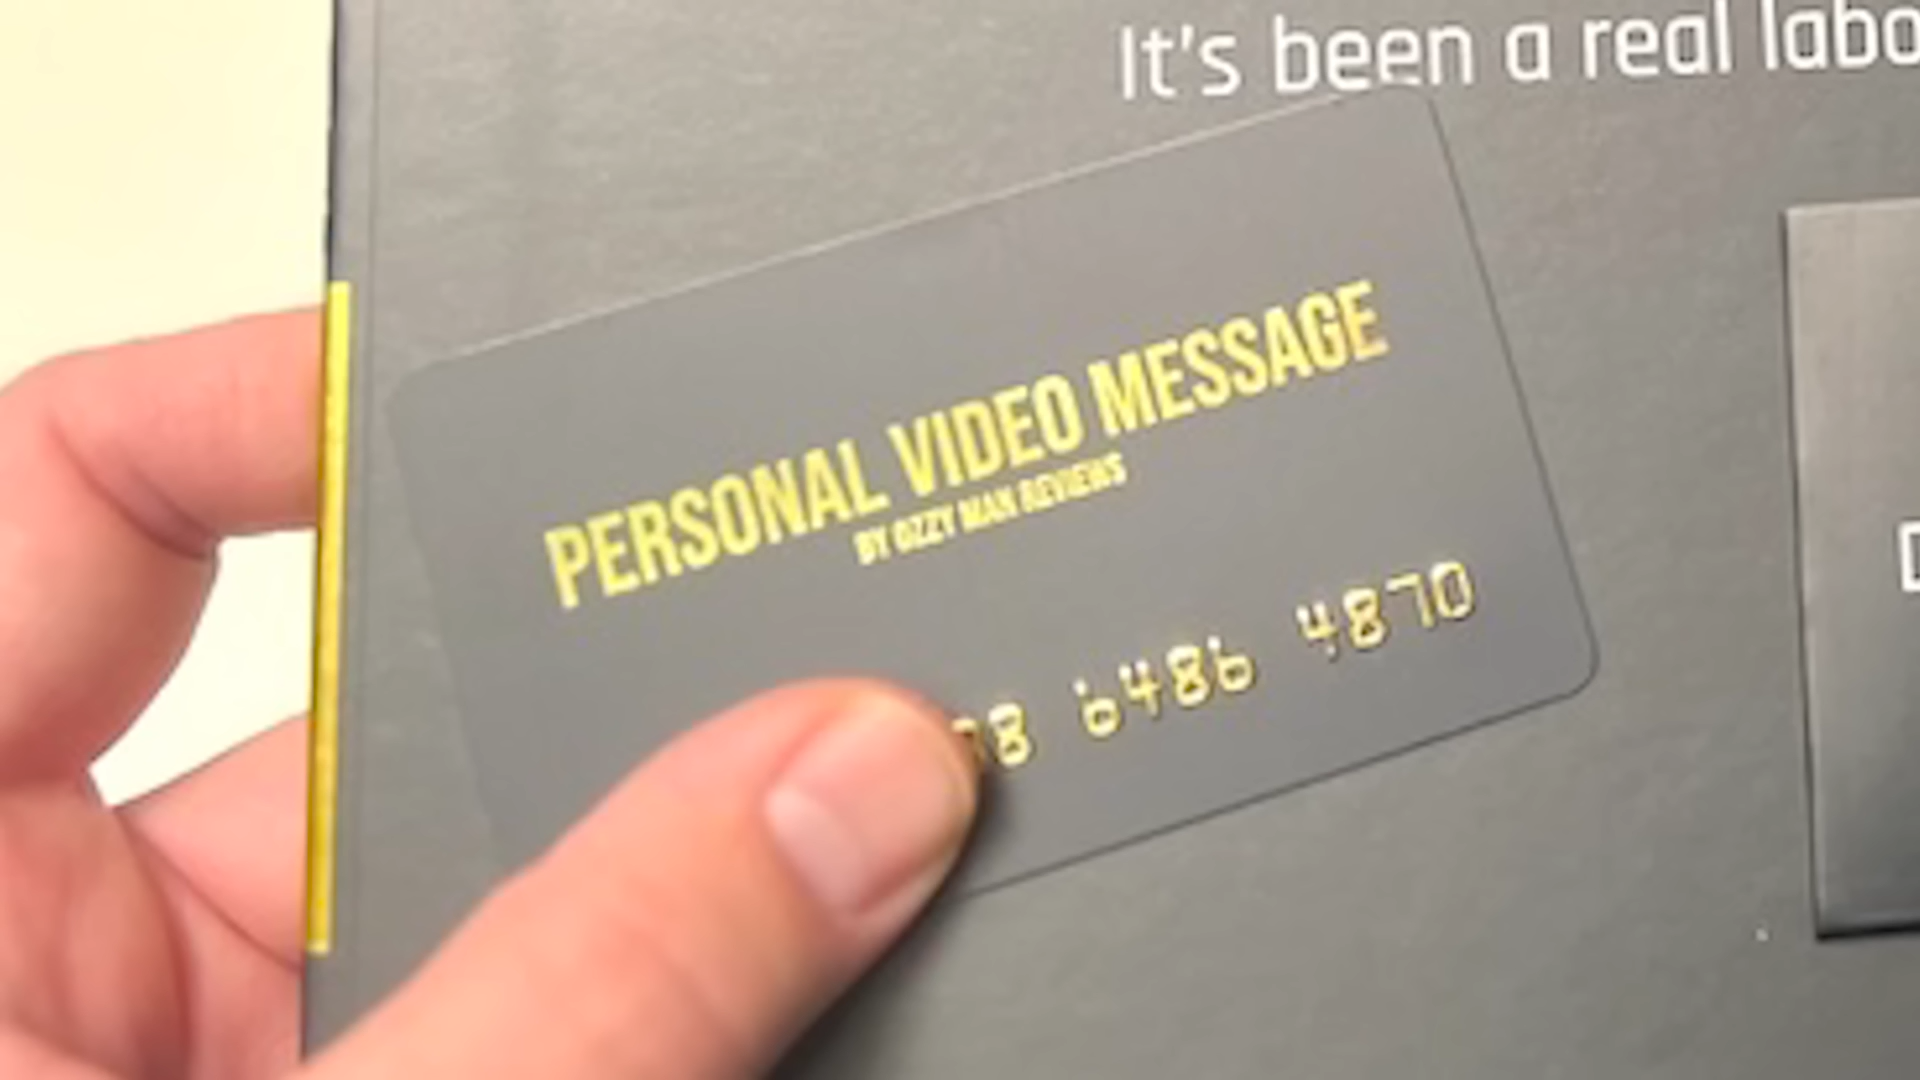 It's been a real labo
PERSONAL VIDEO MESSAGE
BY OZZY MAN REVIEWS
8 6486 4870
D